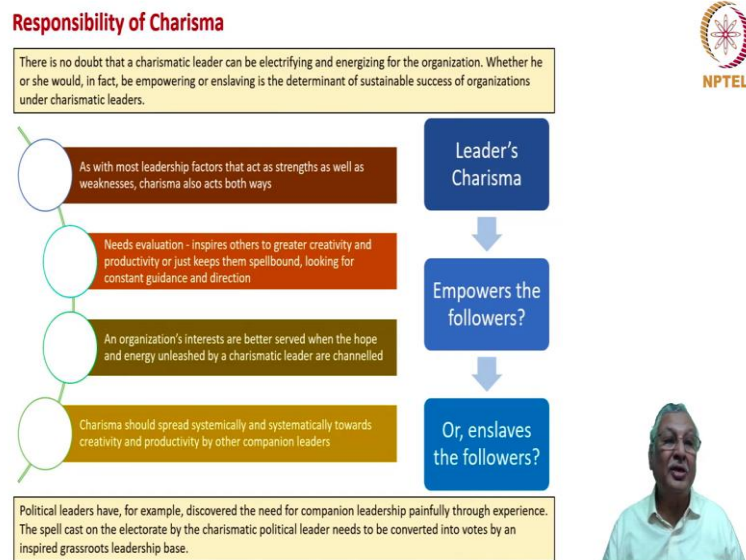 Responsibility of Charisma
There is no doubt that a charismatic leader can be electrifying and energizing for the organization. Whether he
or she would, in fact, be empowering or enslaving is the determinant of sustainable success of organizations
under charismatic leaders.
As with most leadership factors that act as strengths as well as
weaknesses, charisma also acts both ways
Needs evaluation - inspires others to greater creativity and
productivity or just keeps them spellbound, looking for
constant guidance and direction
An organization's interests are better served when the hope
and energy unleashed by a charismatic leader are channelled
Charisma should spread systemically and systematically towards
creativity and productivity by other companion leaders
Leader's
Charisma
Empowers the
followers?
Or, enslaves
the followers?
Political leaders have, for example, discovered the need for companion leadership painfully through experience.
The spell cast on the electorate by the charismatic political leader needs to be converted into votes by an
inspired grassroots leadership base.
NPTEL